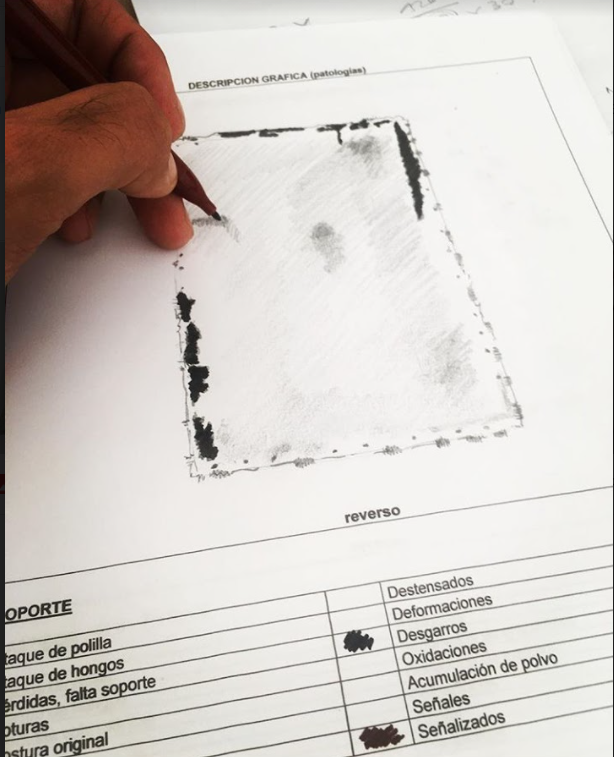 DESCRIPCION GRAFICA (patologías)
reverso
OPORTE
taque de polilla
taque de hongos
érdidas, falta soporte
oturas
ostura original
Destensados
Deformaciones
Desgarros
Oxidaciones
Acumulación de polvo
Señales
Señalizados